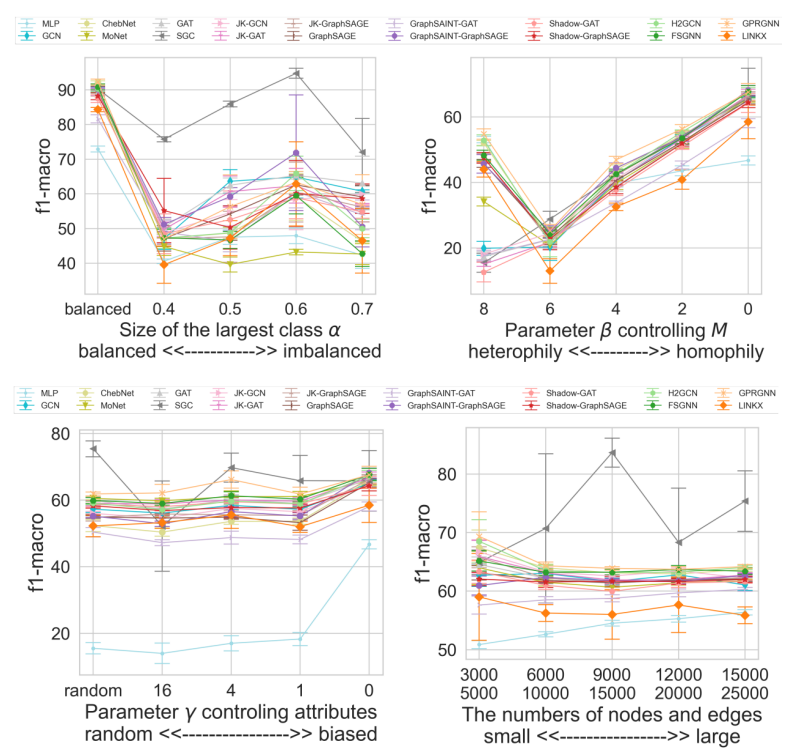 MLP ChebNet GAT JK-GCN JK-GraphSAGE GraphSAINT-GAT Shadow-GAT H2GCN GPRGNN
GCN MoNet SGC JK-GAT GraphSAGE GraphSAINT-GraphSAGE Shadow-GraphSAGE FSGNN LINKX
90
80
70
60
50
40
f1-macro
balanced 0.4 0.5 0.6 0.7
Size of the largest class α
balanced <<----------->> imbalanced
60
40
20
f1-macro
8 6 4 2 0
Parameter β controlling M
heterophily <<--------->> homophily
MLP ChebNet GAT JK-GCN JK-GraphSAGE GraphSAINT-GAT Shadow-GAT H2GCN GPRGNN
GCN MoNet SGC JK-GAT GraphSAGE GraphSAINT-GraphSAGE Shadow-GraphSAGE FSGNN LINKX
80
60
40
20
f1-macro
random 16 4 1 0
Parameter γ controling attributes
random <<---------------->> biased
80
70
60
50
f1-macro
3000 6000 9000 12000 15000
5000 10000 15000 20000 25000
The numbers of nodes and edges
small <<---------------->> large